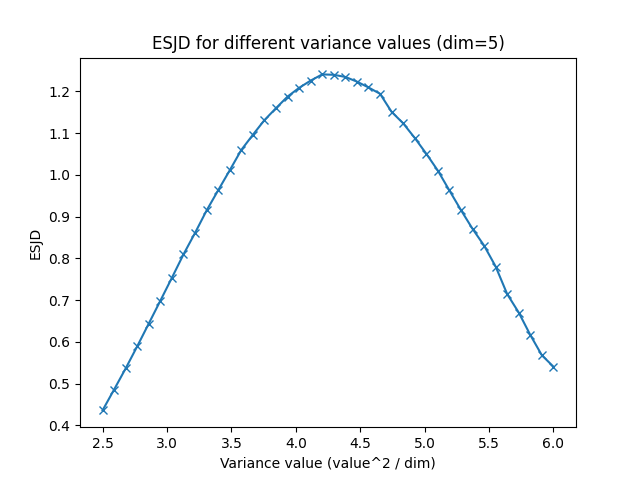 ESJD for different variance values (dim=5)
ESJD
1.2
1.1
1.0
0.9
0.8
0.7
0.6
0.5
0.4
2.5 3.0 3.5 4.0 4.5 5.0 5.5 6.0
Variance value (value^2 / dim)